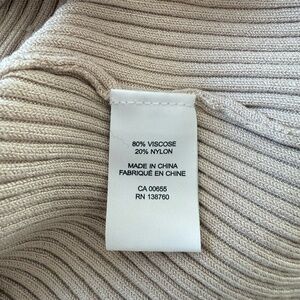 80% VISCOSE
20% NYLON
MADE IN CHINA
FABRIQUÉ EN CHINE
CA 00655
RN 138760